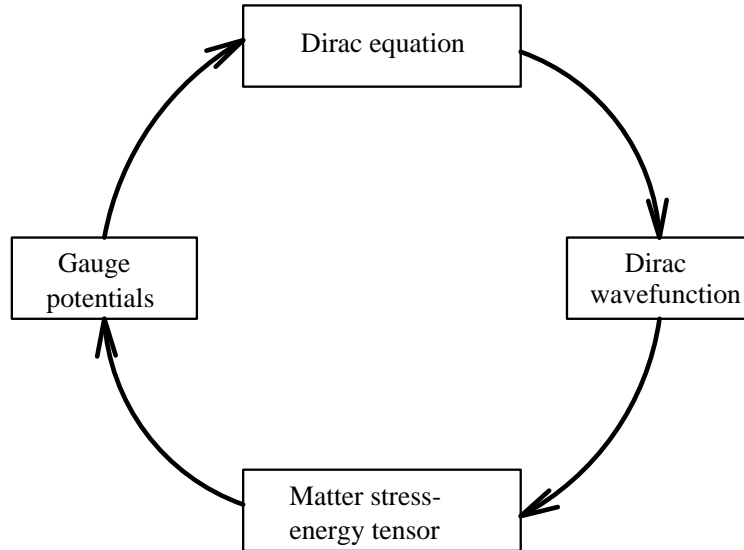 Dirac equation
Gauge
potentials
Dirac
wavefunction
Matter stress-
energy tensor